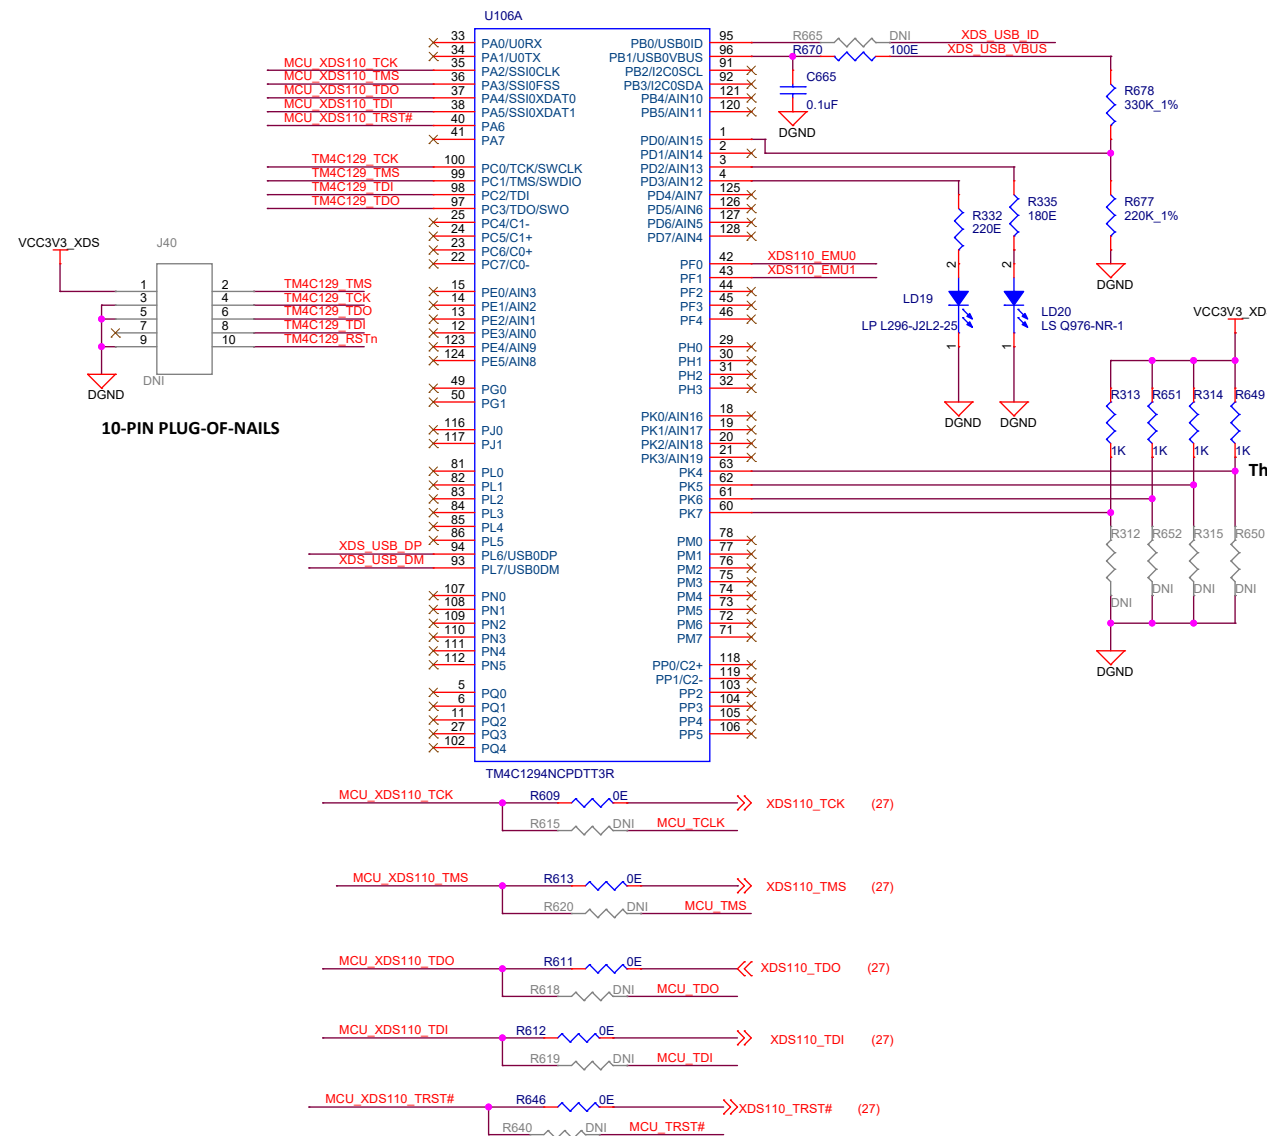 U106A
33 PA0/U0RX
34 PA1/U0TX
MCU_XDS110_TCK 35 PA2/SSI0CLK
MCU_XDS110_TMS 36 PA3/SSI0FSS
MCU_XDS110_TDO 37 PA4/SSI0XDAT0
MCU_XDS110_TDI 38 PA5/SSI0XDAT1
MCU_XDS110_TRST# 40 PA6
41 PA7
TM4C129_TCK 100 PC0/TCK/SWCLK
TM4C129_TMS 99 PC1/TMS/SWDIO
TM4C129_TDI 98 PC2/TDI
TM4C129_TDO 97 PC3/TDO/SWO
25 PC4/C1-
24 PC5/C1+
23 PC6/C0+
22 PC7/C0-
15 PE0/AIN3
14 PE1/AIN2
13 PE2/AIN1
12 PE3/AIN0
123 PE4/AIN9
124 PE5/AIN8
49 PG0
50 PG1
116 PJ0
117 PJ1
81 PL0
82 PL1
83 PL2
84 PL3
85 PL4
86 PL5
XDS_USB_DP 94 PL6/USB0DP
XDS_USB_DM 93 PL7/USB0DM
107 PN0
108 PN1
109 PN2
110 PN3
111 PN4
112 PN5
5 PQ0
6 PQ1
11 PQ2
27 PQ3
102 PQ4
PB0/USB0ID 95 R665 DNI XDS_USB_ID
PB1/USB0VBUS 96 R670 100E XDS_USB_VBUS
PB2/I2C0SCL 91
PB3/I2C0SDA 92
PB4/AIN10 121
PB5/AIN11 120
PD0/AIN15 1
PD1/AIN14 2
PD2/AIN13 3
PD3/AIN12 4
PD4/AIN7 125
PD5/AIN6 126
PD6/AIN5 127
PD7/AIN4 128
PF0 42 XDS110_EMU0
PF1 43 XDS110_EMU1
PF2 44
PF3 45
PF4 46
PH0 29
PH1 30
PH2 31
PH3 32
PK0/AIN16 18
PK1/AIN17 19
PK2/AIN18 20
PK3/AIN19 21
PK4 63
PK5 62
PK6 61
PK7 60
PM0 78
PM1 77
PM2 76
PM3 75
PM4 74
PM5 73
PM6 72
PM7 71
PP0/C2+ 118
PP1/C2- 119
PP2 103
PP3 104
PP4 105
PP5 106
TM4C1294NCPDTT3R
C665
0.1uF
DGND
R678
330K_1%
R677
220K_1%
DGND
R332
220E
R335
180E
2 2
LD19
LP L296-J2L2-25
LD20
LS Q976-NR-1
1 1
DGND DGND
VCC3V3_XD
R313 R651 R314 R649
1K 1K 1K 1K
Th
R312 R652 R315 R650
DNI DNI DNI DNI
DGND
VCC3V3_XDS
J40
1 2 TM4C129_TMS
3 4 TM4C129_TCK
5 6 TM4C129_TDO
7 8 TM4C129_TDI
9 10 TM4C129_RSTn
DNI
DGND
10-PIN PLUG-OF-NAILS
MCU_XDS110_TCK R609 0E XDS110_TCK (27)
R615 DNI MCU_TCLK
MCU_XDS110_TMS R613 0E XDS110_TMS (27)
R620 DNI MCU_TMS
MCU_XDS110_TDO R611 0E XDS110_TDO (27)
R618 DNI MCU_TDO
MCU_XDS110_TDI R612 0E XDS110_TDI (27)
R619 DNI MCU_TDI
MCU_XDS110_TRST# R646 0E XDS110_TRST# (27)
R640 DNI MCU_TRST#